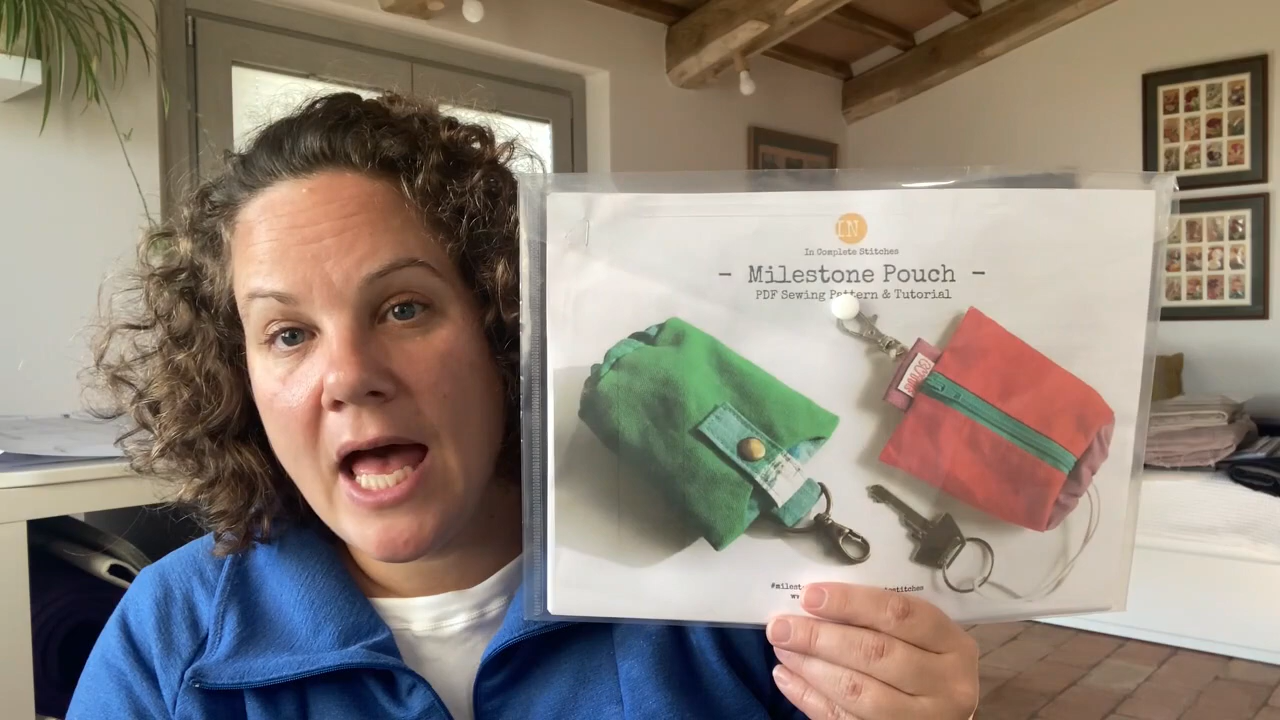 IN
In Complete Stitches
- Milestone Pouch -
PDF Sewing Pattern & Tutorial